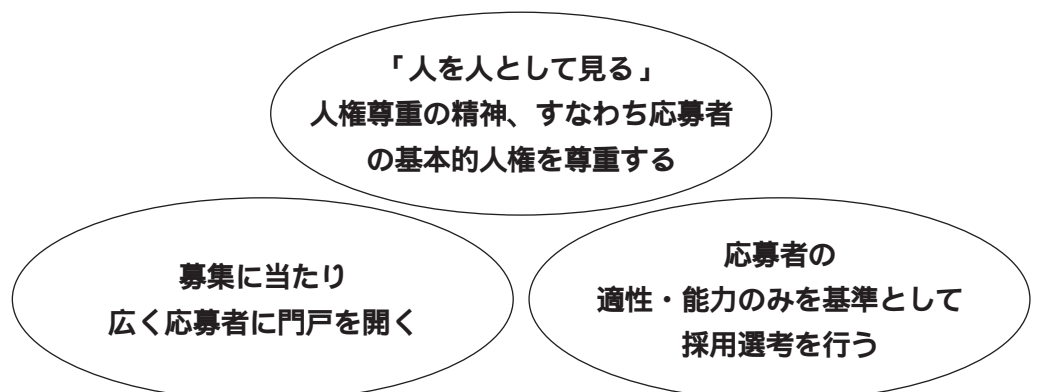 「人を人として見る」
人権尊重の精神、すなわち応募者
の基本的人権を尊重する
募集に当たり
広く応募者に門戸を開く
応募者の
適性・能力のみを基準として
採用選考を行う